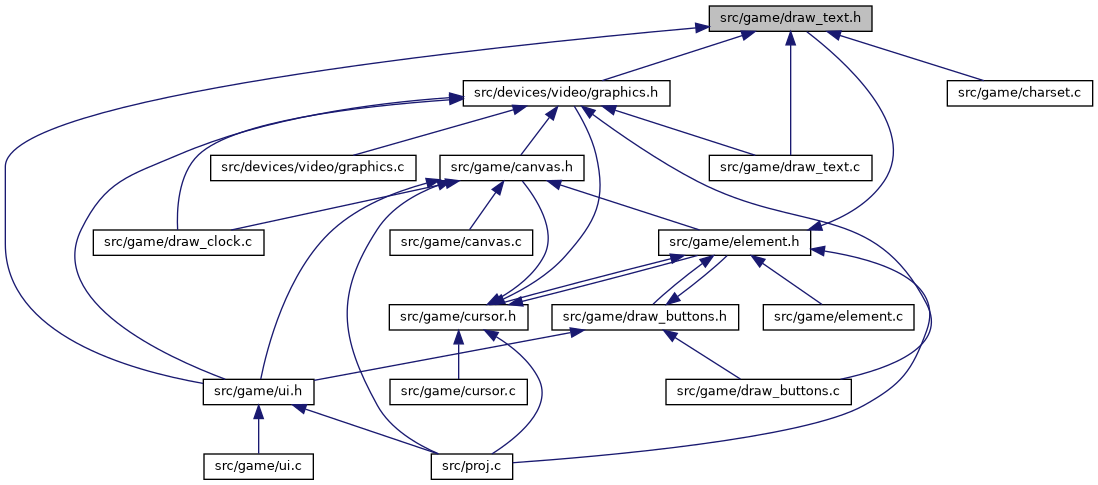 src/game/draw_text.h
src/devices/video/graphics.h
src/game/charset.c
src/devices/video/graphics.c
src/game/canvas.h
src/game/draw_text.c
src/game/draw_clock.c
src/game/canvas.c
src/game/element.h
src/game/cursor.h
src/game/draw_buttons.h
src/game/element.c
src/game/ui.h
src/game/cursor.c
src/game/draw_buttons.c
src/game/ui.c
src/proj.c